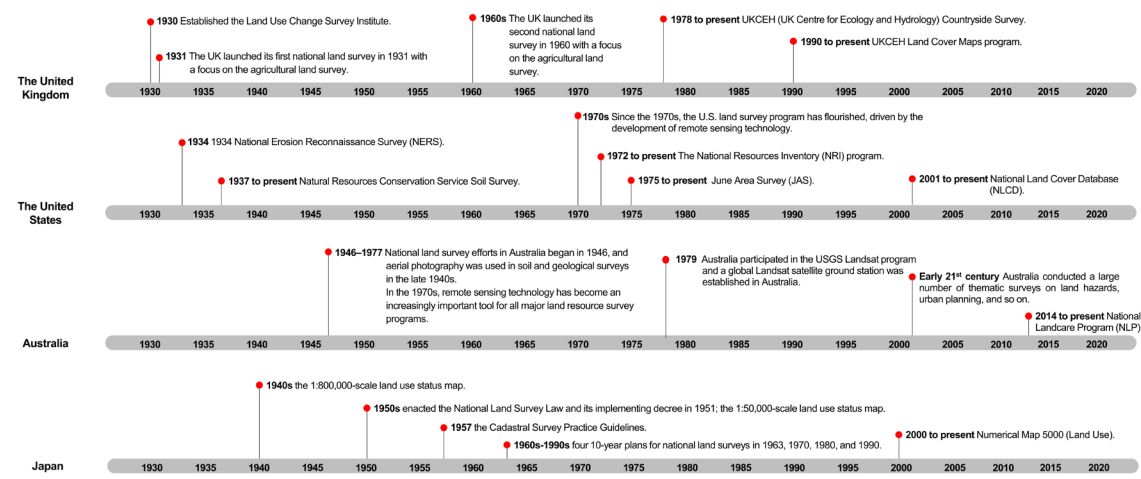 1930 Established the Land Use Change Survey Institute.
1931 The UK launched its first national land survey in 1931 with
a focus on the agricultural land survey.
1960s The UK launched its
second national land
survey in 1960 with a focus
on the agricultural land
survey.
1978 to present UKCEH (UK Centre for Ecology and Hydrology) Countryside Survey.
1990 to present UKCEH Land Cover Maps program.
The United
Kingdom
1930 1935 1940 1945 1950 1955 1960 1965 1970 1975 1980 1985 1990 1995 2000 2005 2010 2015 2020
1970s Since the 1970s, the U.S. land survey program has flourished, driven by the
development of remote sensing technology.
1934 1934 National Erosion Reconnaissance Survey (NERS).
1972 to present The National Resources Inventory (NRI) program.
1937 to present Natural Resources Conservation Service Soil Survey.
1975 to present June Area Survey (JAS).
2001 to present National Land Cover Database
(NLCD).
The United
States
1930 1935 1940 1945 1950 1955 1960 1965 1970 1975 1980 1985 1990 1995 2000 2005 2010 2015 2020
1946–1977 National land survey efforts in Australia began in 1946, and
aerial photography was used in soil and geological surveys
in the late 1940s.
In the 1970s, remote sensing technology has become an
increasingly important tool for all major land resource survey
programs.
1979 Australia participated in the USGS Landsat program
and a global Landsat satellite ground station was
established in Australia.
Early 21st century Australia conducted a large
number of thematic surveys on land hazards,
urban planning, and so on.
2014 to present National
Landcare Program (NLP)
Australia
1930 1935 1940 1945 1950 1955 1960 1965 1970 1975 1980 1985 1990 1995 2000 2005 2010 2015 2020
1940s the 1:800,000-scale land use status map.
1950s enacted the National Land Survey Law and its implementing decree in 1951; the 1:50,000-scale land use status map.
1957 the Cadastral Survey Practice Guidelines.
1960s-1990s four 10-year plans for national land surveys in 1963, 1970, 1980, and 1990.
2000 to present Numerical Map 5000 (Land Use).
Japan
1930 1935 1940 1945 1950 1955 1960 1965 1970 1975 1980 1985 1990 1995 2000 2005 2010 2015 2020